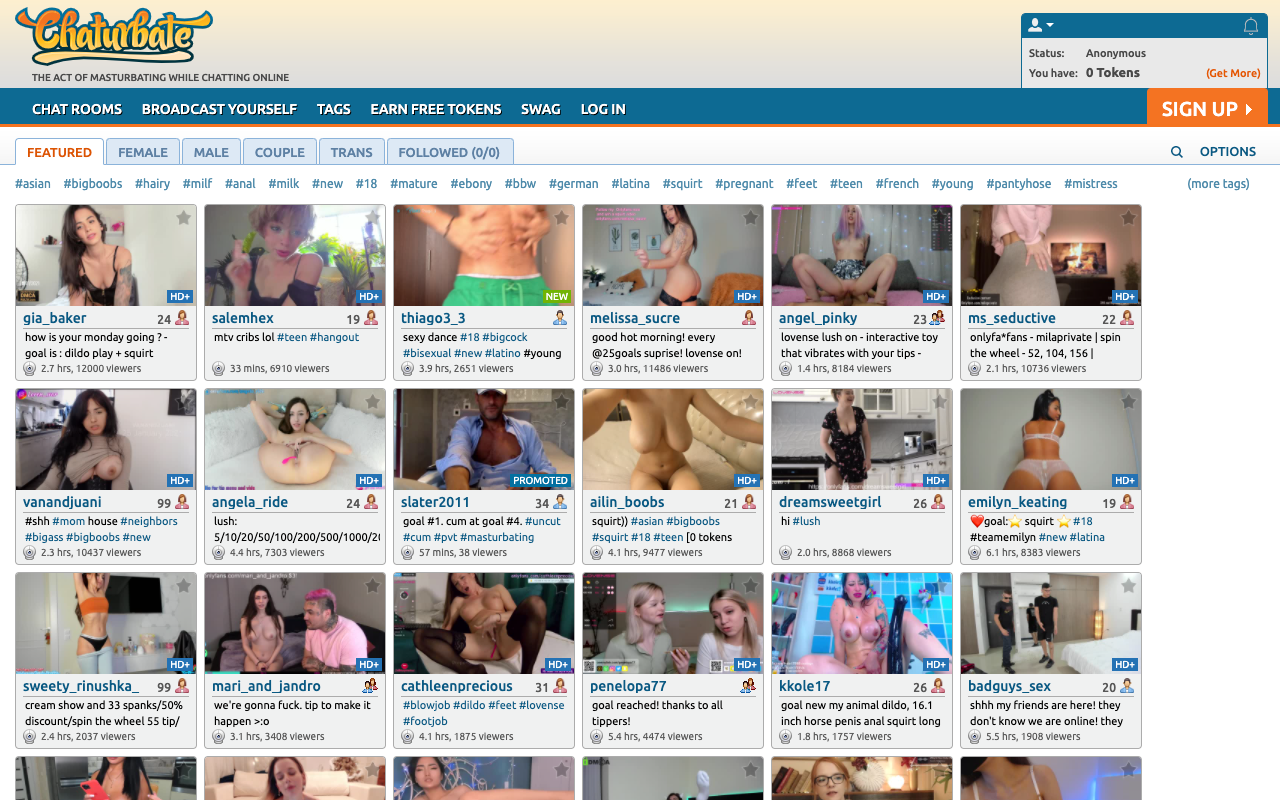 Chaturbate
THE ACT OF MASTURBATING WHILE CHATTING ONLINE
Status: Anonymous
You have: 0 Tokens (Get More)
CHAT ROOMS BROADCAST YOURSELF TAGS EARN FREE TOKENS SWAG LOG IN SIGN UP
FEATURED FEMALE MALE COUPLE TRANS FOLLOWED (0/0) OPTIONS
#asian #bigboobs #hairy #milf #anal #milk #new #18 #mature #ebony #bbw #german #latina #squirt #pregnant #feet #teen #french #young #pantyhose #mistress (more tags)
HD+ HD+ NEW HD+ HD+ HD+
gia_baker 24
how is your monday going ? -
goal is : dildo play + squirt
2.7 hrs, 12000 viewers
salemhex 19
mtv cribs lol #teen #hangout
33 mins, 6910 viewers
thiago3_3
sexy dance #18 #bigcock
#bisexual #new #latino #young
3.9 hrs, 2651 viewers
melissa_sucre
good hot morning! every
@25goals suprise! lovense on!
3.0 hrs, 11486 viewers
angel_pinky 23
lovense lush on - interactive toy
that vibrates with your tips -
1.4 hrs, 8184 viewers
ms_seductive 22
onlyfa*fans - milaprivate | spin
the wheel - 52, 104, 156 |
2.1 hrs, 10736 viewers
HD+ HD+ PROMOTED HD+ HD+ HD+
vanandjuani 99
#shh #mom house #neighbors
#bigass #bigboobs #new
2.3 hrs, 10437 viewers
angela_ride 24
lush:
5/10/20/50/100/200/500/1000/20
4.4 hrs, 7303 viewers
slater2011 34
goal #1. cum at goal #4. #uncut
#cum #pvt #masturbating
57 mins, 38 viewers
ailin_boobs 21
squirt)) #asian #bigboobs
#squirt #18 #teen [0 tokens
4.1 hrs, 9477 viewers
dreamsweetgirl 26
hi #lush
2.0 hrs, 8868 viewers
emilyn_keating 19
❤️goal:⭐ squirt ⭐ #18
#teamemilyn #new #latina
6.1 hrs, 8383 viewers
HD+ HD+ HD+ HD+ HD+ HD+
sweety_rinushka_ 99
cream show and 33 spanks/50%
discount/spin the wheel 55 tip/
2.4 hrs, 2037 viewers
mari_and_jandro
we're gonna fuck. tip to make it
happen >:o
3.1 hrs, 3408 viewers
cathleenprecious 31
#blowjob #dildo #feet #lovense
#footjob
4.1 hrs, 1875 viewers
penelopa77
goal reached! thanks to all
tippers!
5.4 hrs, 4474 viewers
kkole17 26
goal new my animal dildo, 16.1
inch horse penis anal squirt long
1.8 hrs, 1757 viewers
badguys_sex 20
shhh my friends are here! they
don't know we are online! they
5.5 hrs, 1908 viewers